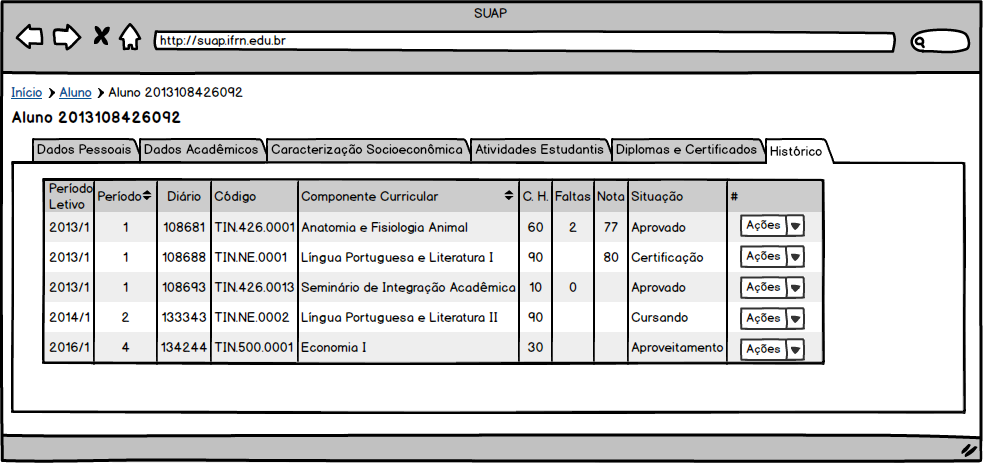 SUAP
http://suap.ifrn.edu.br
Início Aluno Aluno 2013108426092
Aluno 2013108426092
Dados Pessoais Dados Acadêmicos Caracterização Socioeconômica Atividades Estudantis Diplomas e Certificados Histórico
Período Letivo Período Diário Código Componente Curricular C. H. Faltas Nota Situação #
2013/1 1 108681 TIN.426.0001 Anatomia e Fisiologia Animal 60 2 77 Aprovado Ações
2013/1 1 108688 TIN.NE.0001 Língua Portuguesa e Literatura I 90 80 Certificação Ações
2013/1 1 108693 TIN.426.0013 Seminário de Integração Acadêmica 10 0 Aprovado Ações
2014/1 2 133343 TIN.NE.0002 Língua Portuguesa e Literatura II 90 Cursando Ações
2016/1 4 134244 TIN.500.0001 Economia I 30 Aproveitamento Ações